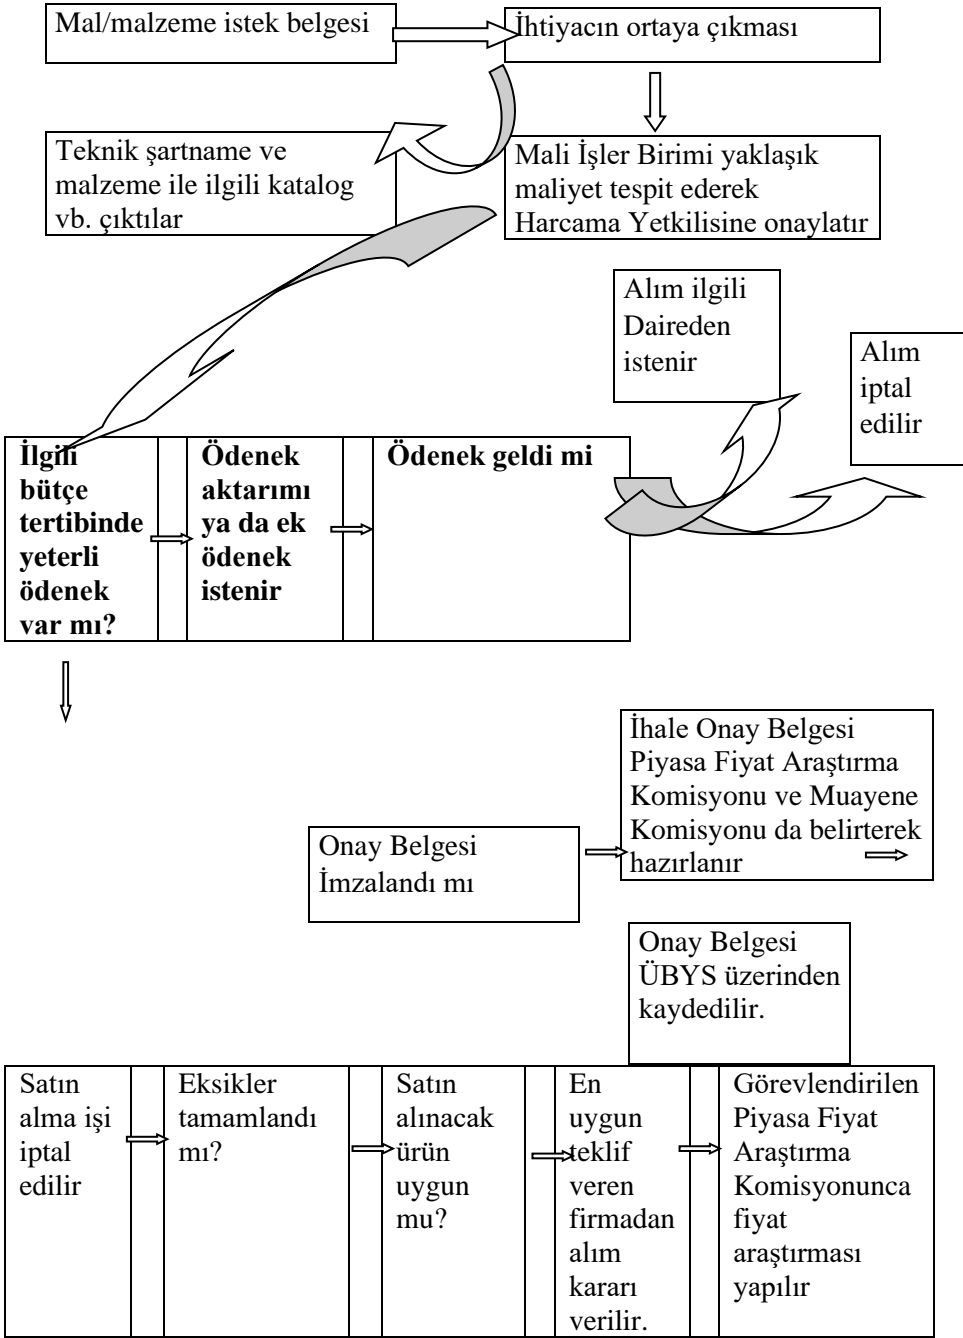 Mal/malzeme istek belgesi
İhtiyacın ortaya çıkması
Teknik şartname ve
malzeme ile ilgili katalog
vb. çıktılar
Mali İşler Birimi yaklaşık
maliyet tespit ederek
Harcama Yetkilisine onaylatır
Alım ilgili
Daireden
istenir
Alım
iptal
edilir
İlgili
bütçe
tertibinde
yeterli
ödenek
var mı?
Ödenek
aktarımı
ya da ek
ödenek
istenir
Ödenek geldi mi
İhale Onay Belgesi
Piyasa Fiyat Araştırma
Komisyonu ve Muayene
Komisyonu da belirterek
hazırlanır
Onay Belgesi
İmzalandı mı
Onay Belgesi
ÜBYS üzerinden
kaydedilir.
Satın
alma işi
iptal
edilir
Eksikler
tamamlandı
mı?
Satın
alınacak
ürün
uygun
mu?
En
uygun
teklif
veren
firmadan
alım
kararı
verilir.
Görevlendirilen
Piyasa Fiyat
Araştırma
Komisyonunca
fiyat
araştırması
yapılır